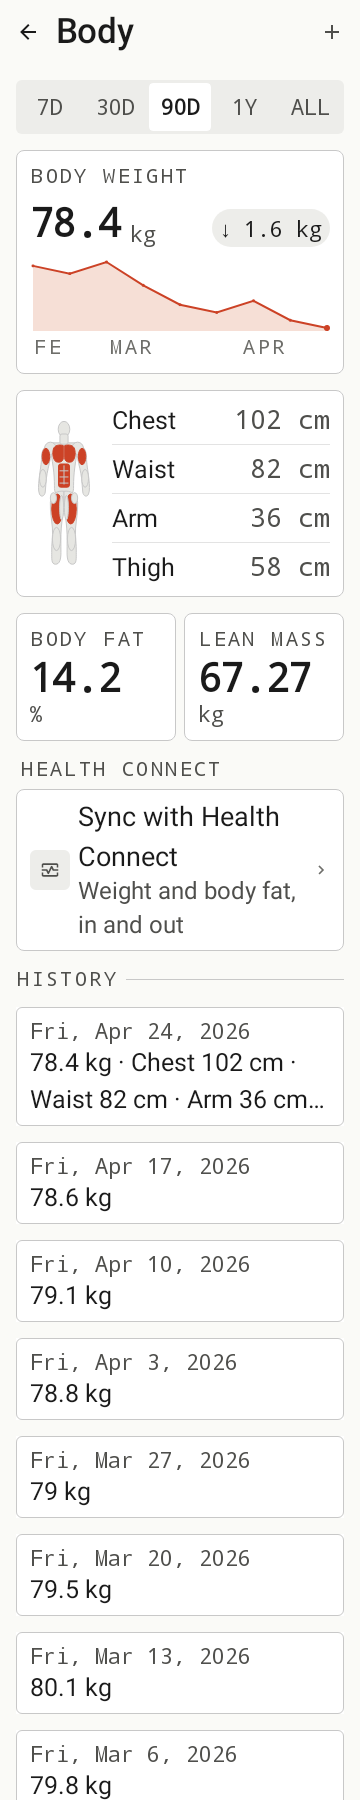 Body
7D 30D 90D 1Y ALL
BODY WEIGHT
78.4 kg ↓ 1.6 kg
FE MAR APR
Chest 102 cm
Waist 82 cm
Arm 36 cm
Thigh 58 cm
BODY FAT
14.2
%
LEAN MASS
67.27
kg
HEALTH CONNECT
Sync with Health
Connect
Weight and body fat,
in and out
HISTORY
Fri, Apr 24, 2026
78.4 kg · Chest 102 cm ·
Waist 82 cm · Arm 36 cm…
Fri, Apr 17, 2026
78.6 kg
Fri, Apr 10, 2026
79.1 kg
Fri, Apr 3, 2026
78.8 kg
Fri, Mar 27, 2026
79 kg
Fri, Mar 20, 2026
79.5 kg
Fri, Mar 13, 2026
80.1 kg
Fri, Mar 6, 2026
79.8 kg